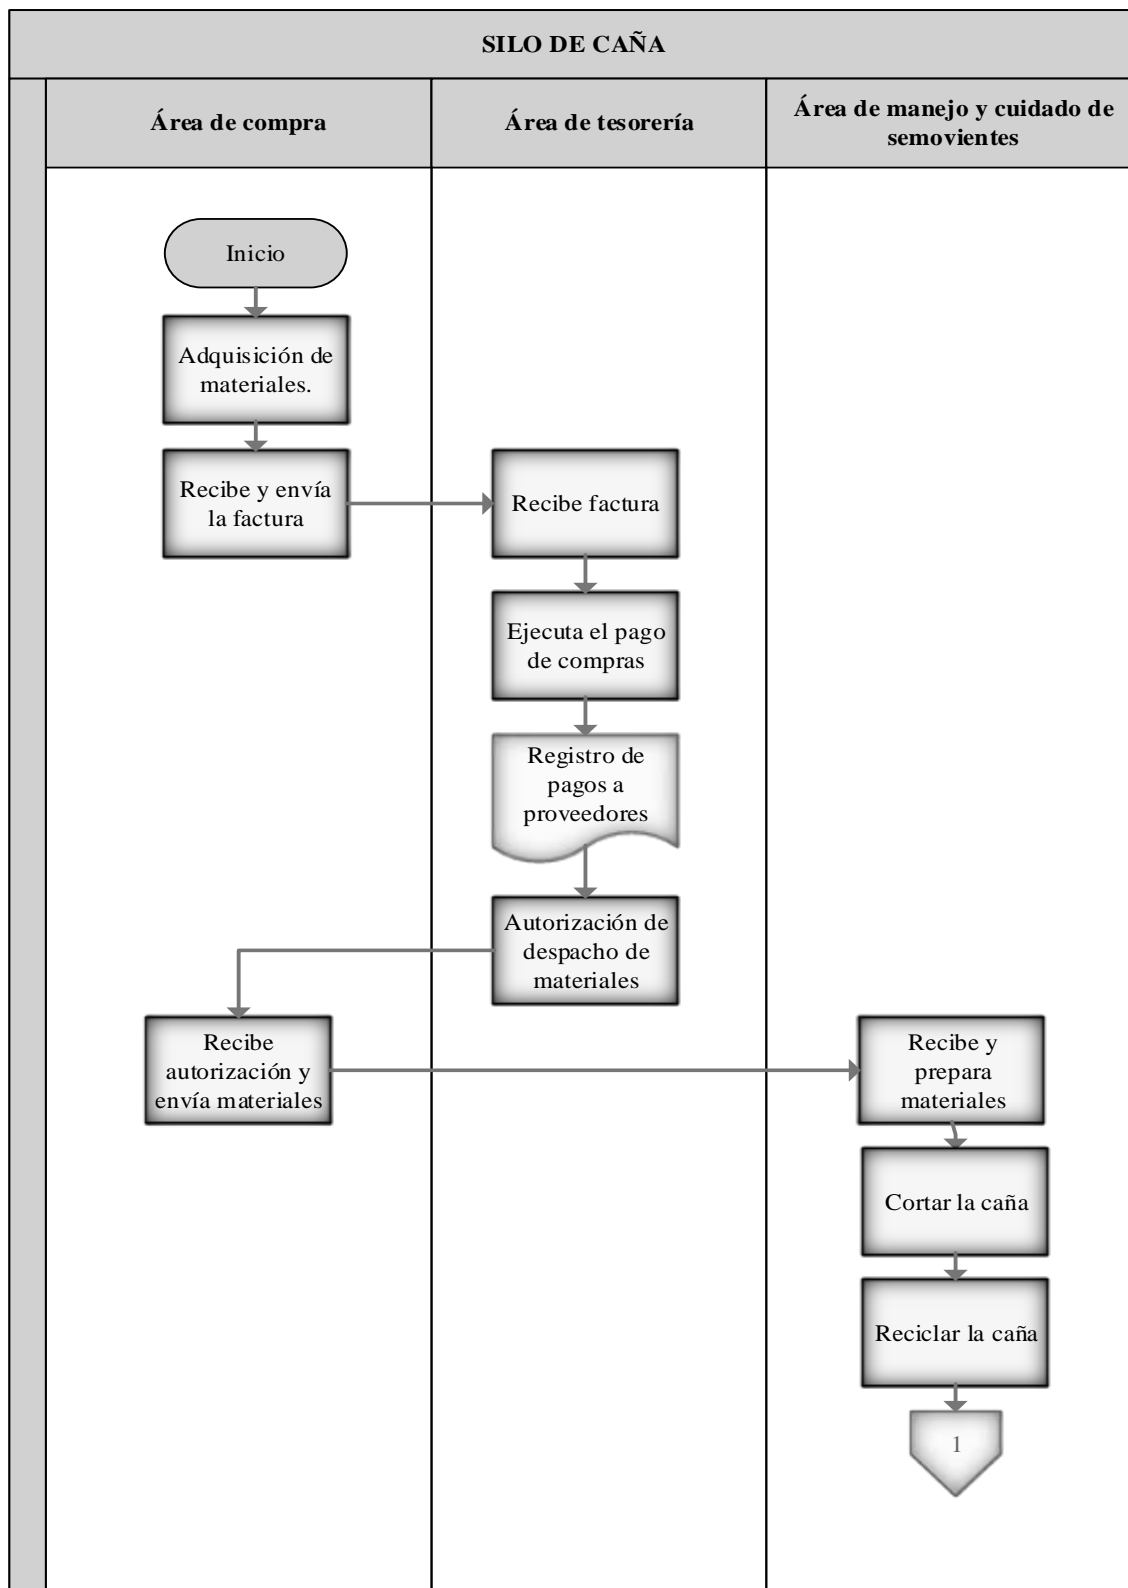 SILO DE CAÑA
Área de compra
Área de tesorería
Área de manejo y cuidado de
semovientes
Inicio
Adquisición de
materiales.
Recibe y envía
la factura
Recibe factura
Ejecuta el pago
de compras
Registro de
pagos a
proveedores
Autorización de
despacho de
materiales
Recibe
autorización y
envía materiales
Recibe y
prepara
materiales
Cortar la caña
Reciclar la caña
1